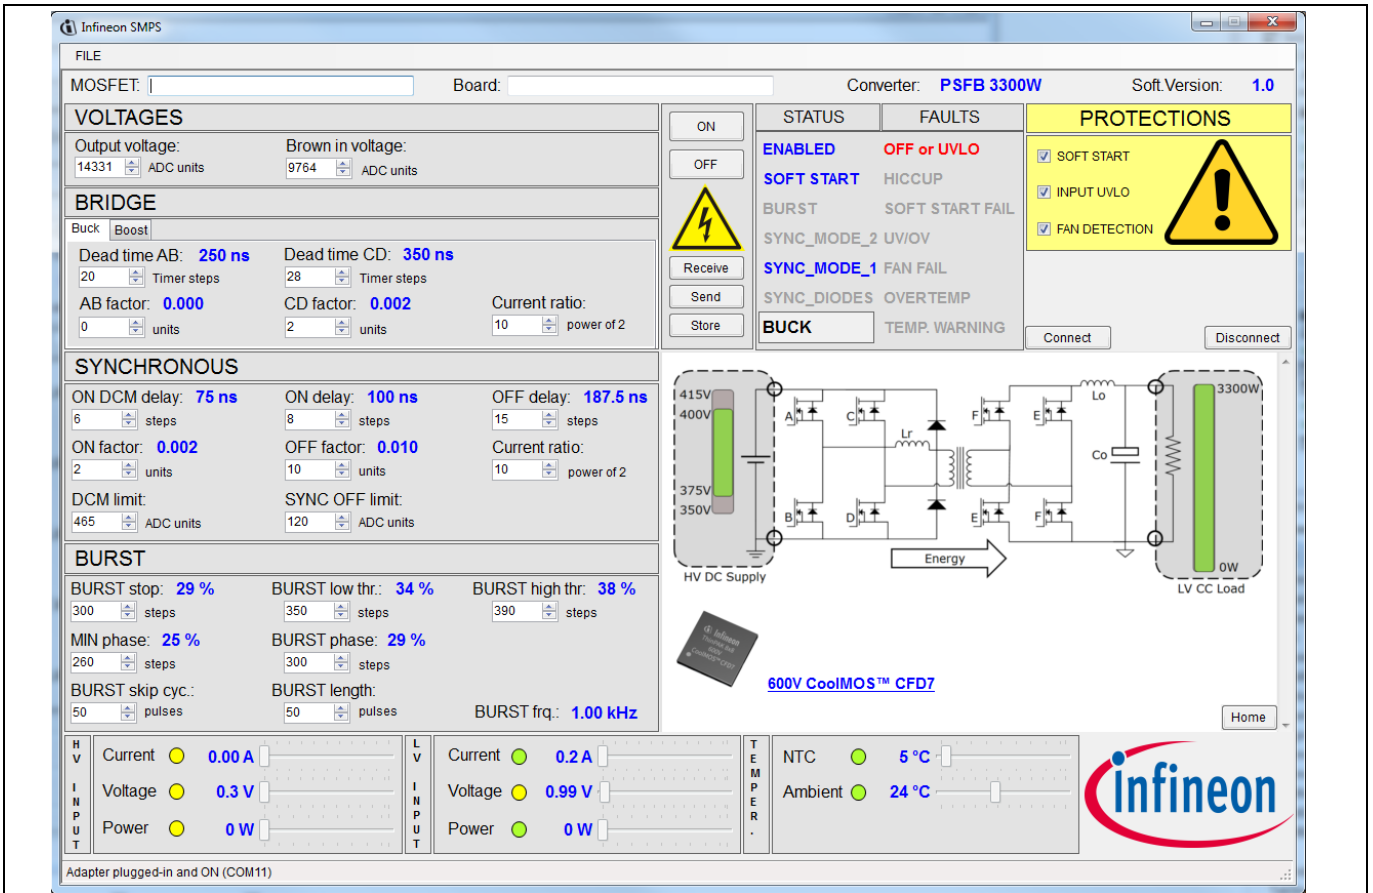 Infineon SMPS
FILE
MOSFET: Board: Converter: PSFB 3300W Soft.Version: 1.0
VOLTAGES
Output voltage: Brown in voltage:
14331 ADC units 9764 ADC units
BRIDGE
Buck Boost
Dead time AB: 250 ns Dead time CD: 350 ns
20 Timer steps 28 Timer steps
AB factor: 0.000 CD factor: 0.002 Current ratio:
0 units 2 units 10 power of 2
SYNCHRONOUS
ON DCM delay: 75 ns ON delay: 100 ns OFF delay: 187.5 ns
6 steps 8 steps 15 steps
ON factor: 0.002 OFF factor: 0.010 Current ratio:
2 units 10 units 10 power of 2
DCM limit: SYNC OFF limit:
465 ADC units 120 ADC units
BURST
BURST stop: 29 % BURST low thr.: 34 % BURST high thr: 38 %
300 steps 350 steps 390 steps
MIN phase: 25 % BURST phase: 29 %
260 steps 300 steps
BURST skip cyc.: BURST length:
50 pulses 50 pulses BURST frq.: 1.00 kHz
ON
OFF
Receive
Send
Store
STATUS FAULTS
ENABLED OFF or UVLO
SOFT START HICCUP
BURST SOFT START FAIL
SYNC_MODE_2 UV/OV
SYNC_MODE_1 FAN FAIL
SYNC_DIODES OVERTEMP
BUCK TEMP. WARNING
PROTECTIONS
SOFT START
INPUT UVLO
FAN DETECTION
Connect Disconnect
415V
400V
375V
350V
HV DC Supply
A C F E
Lr
Lo
Co
B D E F
Energy
3300W
0W
LV CC Load
Infineon
ThinPAK 8x8
600V
CoolMOS™ CFD7
600V CoolMOS™ CFD7
Home
HV INPUT
Current 0.00 A
Voltage 0.3 V
Power 0 W
LV INPUT
Current 0.2 A
Voltage 0.99 V
Power 0 W
TEMPER.
NTC 5 °C
Ambient 24 °C
infineon
Adapter plugged-in and ON (COM11)